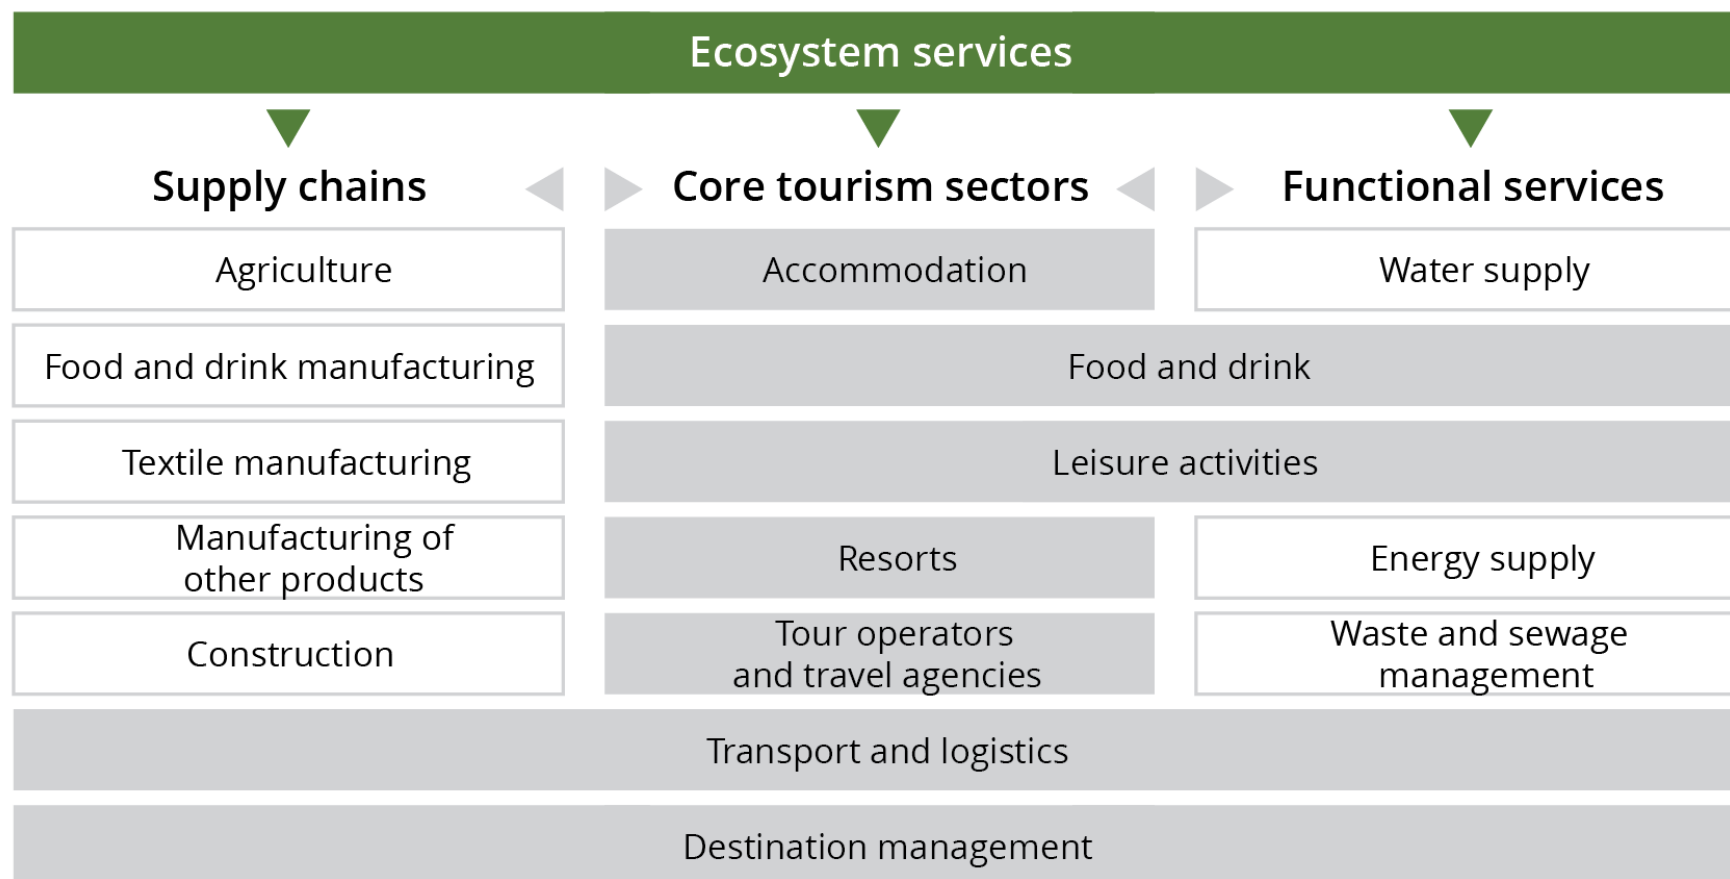 Ecosystem services
Supply chains
Core tourism sectors
Functional services
Agriculture
Accommodation
Water supply
Food and drink manufacturing
Food and drink
Textile manufacturing
Leisure activities
Manufacturing of
other products
Resorts
Energy supply
Construction
Tour operators
and travel agencies
Waste and sewage
management
Transport and logistics
Destination management